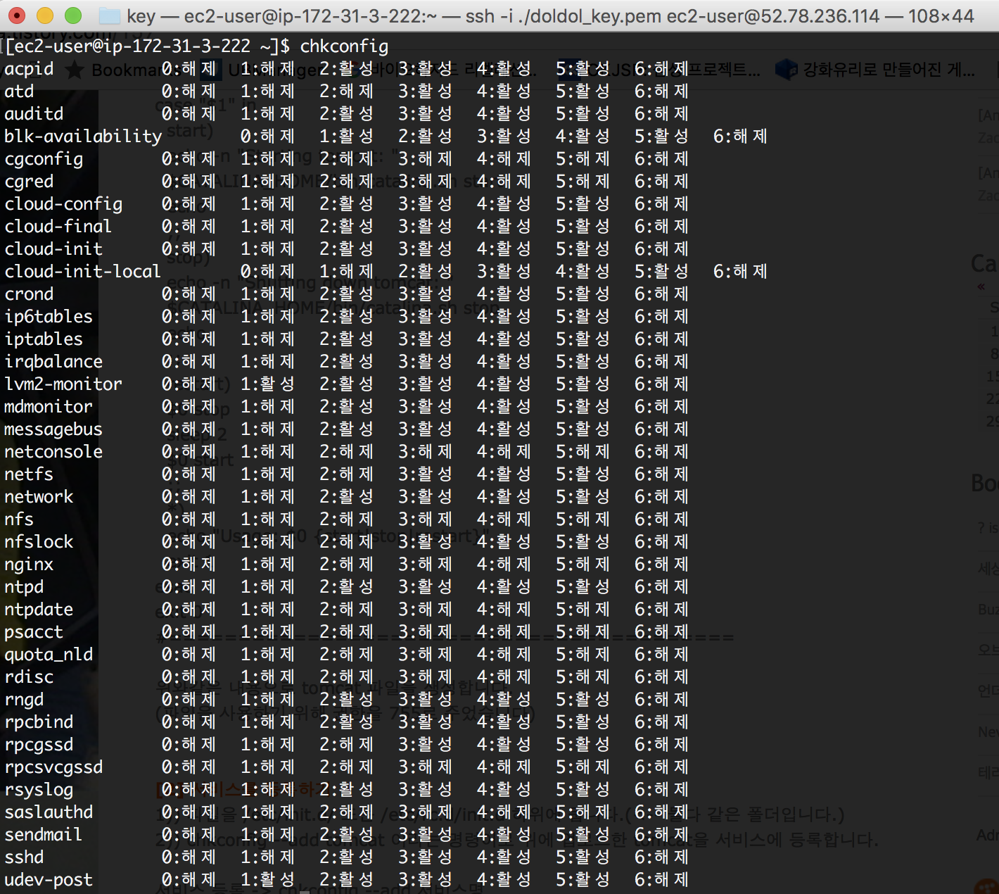 key — ec2-user@ip-172-31-3-222:~ — ssh -i ./doldol_key.pem ec2-user@52.78.236.114 — 108×44
[[ec2-user@ip-172-31-3-222 ~]$ chkconfig
acpid 0:해제 1:해제 2:활성 3:활성 4:활성 5:활성 6:해제
atd 0:해제 1:해제 2:해제 3:활성 4:활성 5:활성 6:해제
auditd 0:해제 1:해제 2:활성 3:활성 4:활성 5:활성 6:해제
blk-availability 0:해제 1:활성 2:활성 3:활성 4:활성 5:활성 6:해제
cgconfig 0:해제 1:해제 2:해제 3:해제 4:해제 5:해제 6:해제
cgred 0:해제 1:해제 2:해제 3:해제 4:해제 5:해제 6:해제
cloud-config 0:해제 1:해제 2:활성 3:활성 4:활성 5:활성 6:해제
cloud-final 0:해제 1:해제 2:활성 3:활성 4:활성 5:활성 6:해제
cloud-init 0:해제 1:해제 2:활성 3:활성 4:활성 5:활성 6:해제
cloud-init-local 0:해제 1:해제 2:활성 3:활성 4:활성 5:활성 6:해제
crond 0:해제 1:해제 2:활성 3:활성 4:활성 5:활성 6:해제
ip6tables 0:해제 1:해제 2:활성 3:활성 4:활성 5:활성 6:해제
iptables 0:해제 1:해제 2:활성 3:활성 4:활성 5:활성 6:해제
irqbalance 0:해제 1:해제 2:활성 3:활성 4:활성 5:활성 6:해제
lvm2-monitor 0:해제 1:활성 2:활성 3:활성 4:활성 5:활성 6:해제
mdmonitor 0:해제 1:해제 2:활성 3:활성 4:활성 5:활성 6:해제
messagebus 0:해제 1:해제 2:활성 3:활성 4:활성 5:활성 6:해제
netconsole 0:해제 1:해제 2:해제 3:해제 4:해제 5:해제 6:해제
netfs 0:해제 1:해제 2:해제 3:활성 4:활성 5:활성 6:해제
network 0:해제 1:해제 2:활성 3:활성 4:활성 5:활성 6:해제
nfs 0:해제 1:해제 2:해제 3:해제 4:해제 5:해제 6:해제
nfslock 0:해제 1:해제 2:해제 3:활성 4:활성 5:활성 6:해제
nginx 0:해제 1:해제 2:해제 3:해제 4:해제 5:해제 6:해제
ntpd 0:해제 1:해제 2:활성 3:활성 4:활성 5:활성 6:해제
ntpdate 0:해제 1:해제 2:해제 3:해제 4:해제 5:해제 6:해제
psacct 0:해제 1:해제 2:해제 3:해제 4:해제 5:해제 6:해제
quota_nld 0:해제 1:해제 2:해제 3:해제 4:해제 5:해제 6:해제
rdisc 0:해제 1:해제 2:해제 3:해제 4:해제 5:해제 6:해제
rngd 0:해제 1:해제 2:활성 3:활성 4:활성 5:활성 6:해제
rpcbind 0:해제 1:해제 2:활성 3:활성 4:활성 5:활성 6:해제
rpcgssd 0:해제 1:해제 2:해제 3:활성 4:활성 5:활성 6:해제
rpcsvcgssd 0:해제 1:해제 2:해제 3:해제 4:해제 5:해제 6:해제
rsyslog 0:해제 1:해제 2:활성 3:활성 4:활성 5:활성 6:해제
saslauthd 0:해제 1:해제 2:해제 3:해제 4:해제 5:해제 6:해제
sendmail 0:해제 1:해제 2:활성 3:활성 4:활성 5:활성 6:해제
sshd 0:해제 1:해제 2:활성 3:활성 4:활성 5:활성 6:해제
udev-post 0:해제 1:활성 2:활성 3:활성 4:활성 5:활성 6:해제